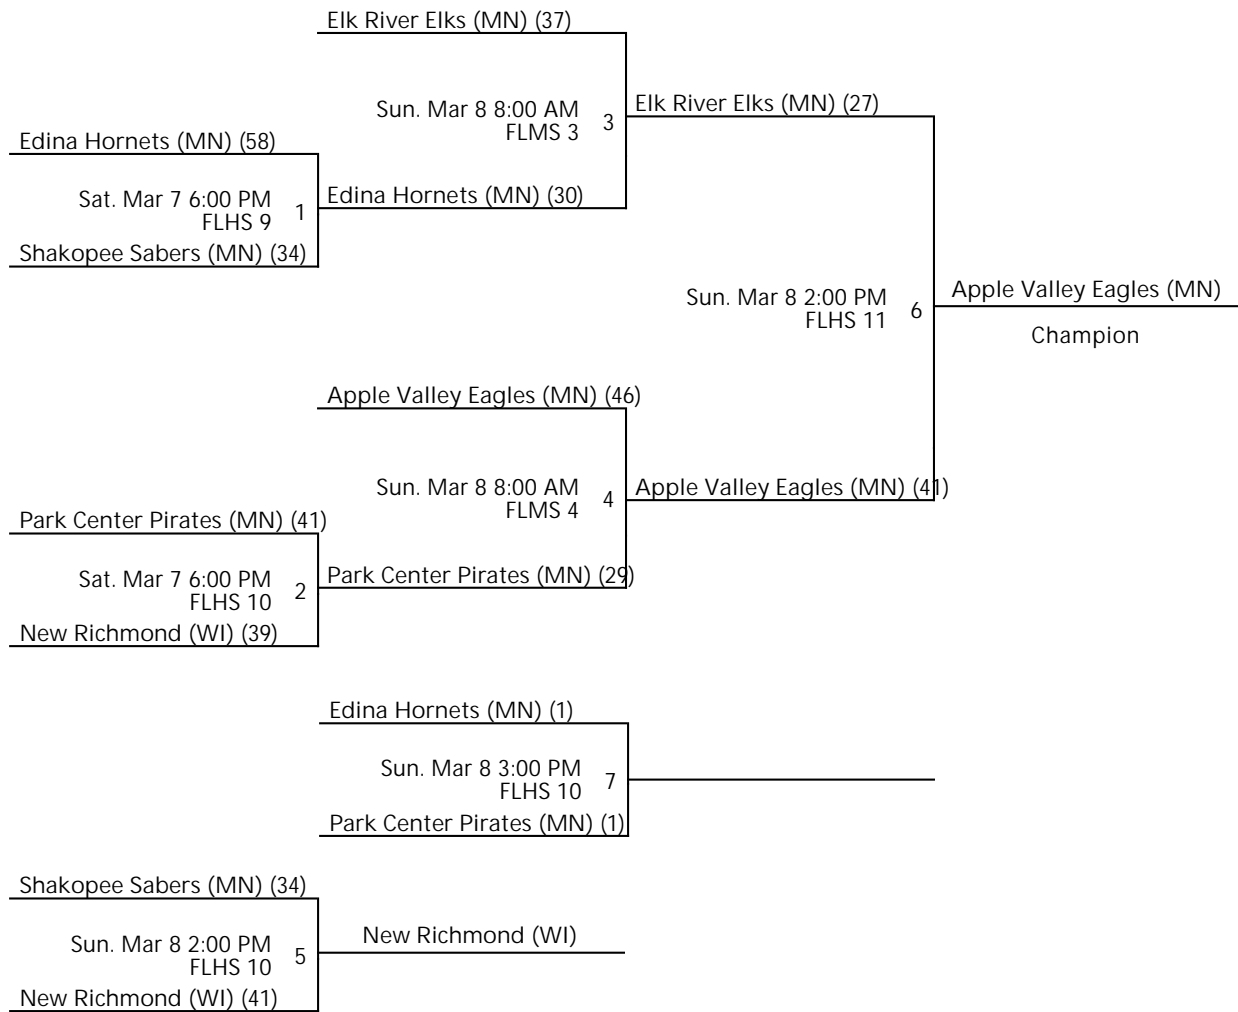 Elk River Elks (MN) (37)
Sun. Mar 8 8:00 AM
FLMS 3
3
Elk River Elks (MN) (27)
Edina Hornets (MN) (58)
Sat. Mar 7 6:00 PM
FLHS 9
1
Edina Hornets (MN) (30)
Shakopee Sabers (MN) (34)
Sun. Mar 8 2:00 PM
FLHS 11
6
Apple Valley Eagles (MN)
Champion
Apple Valley Eagles (MN) (46)
Sun. Mar 8 8:00 AM
FLMS 4
4
Apple Valley Eagles (MN) (41)
Park Center Pirates (MN) (41)
Sat. Mar 7 6:00 PM
FLHS 10
2
Park Center Pirates (MN) (29)
New Richmond (WI) (39)
Edina Hornets (MN) (1)
Sun. Mar 8 3:00 PM
FLHS 10
7
Park Center Pirates (MN) (1)
Shakopee Sabers (MN) (34)
Sun. Mar 8 2:00 PM
FLHS 10
5
New Richmond (WI)
New Richmond (WI) (41)